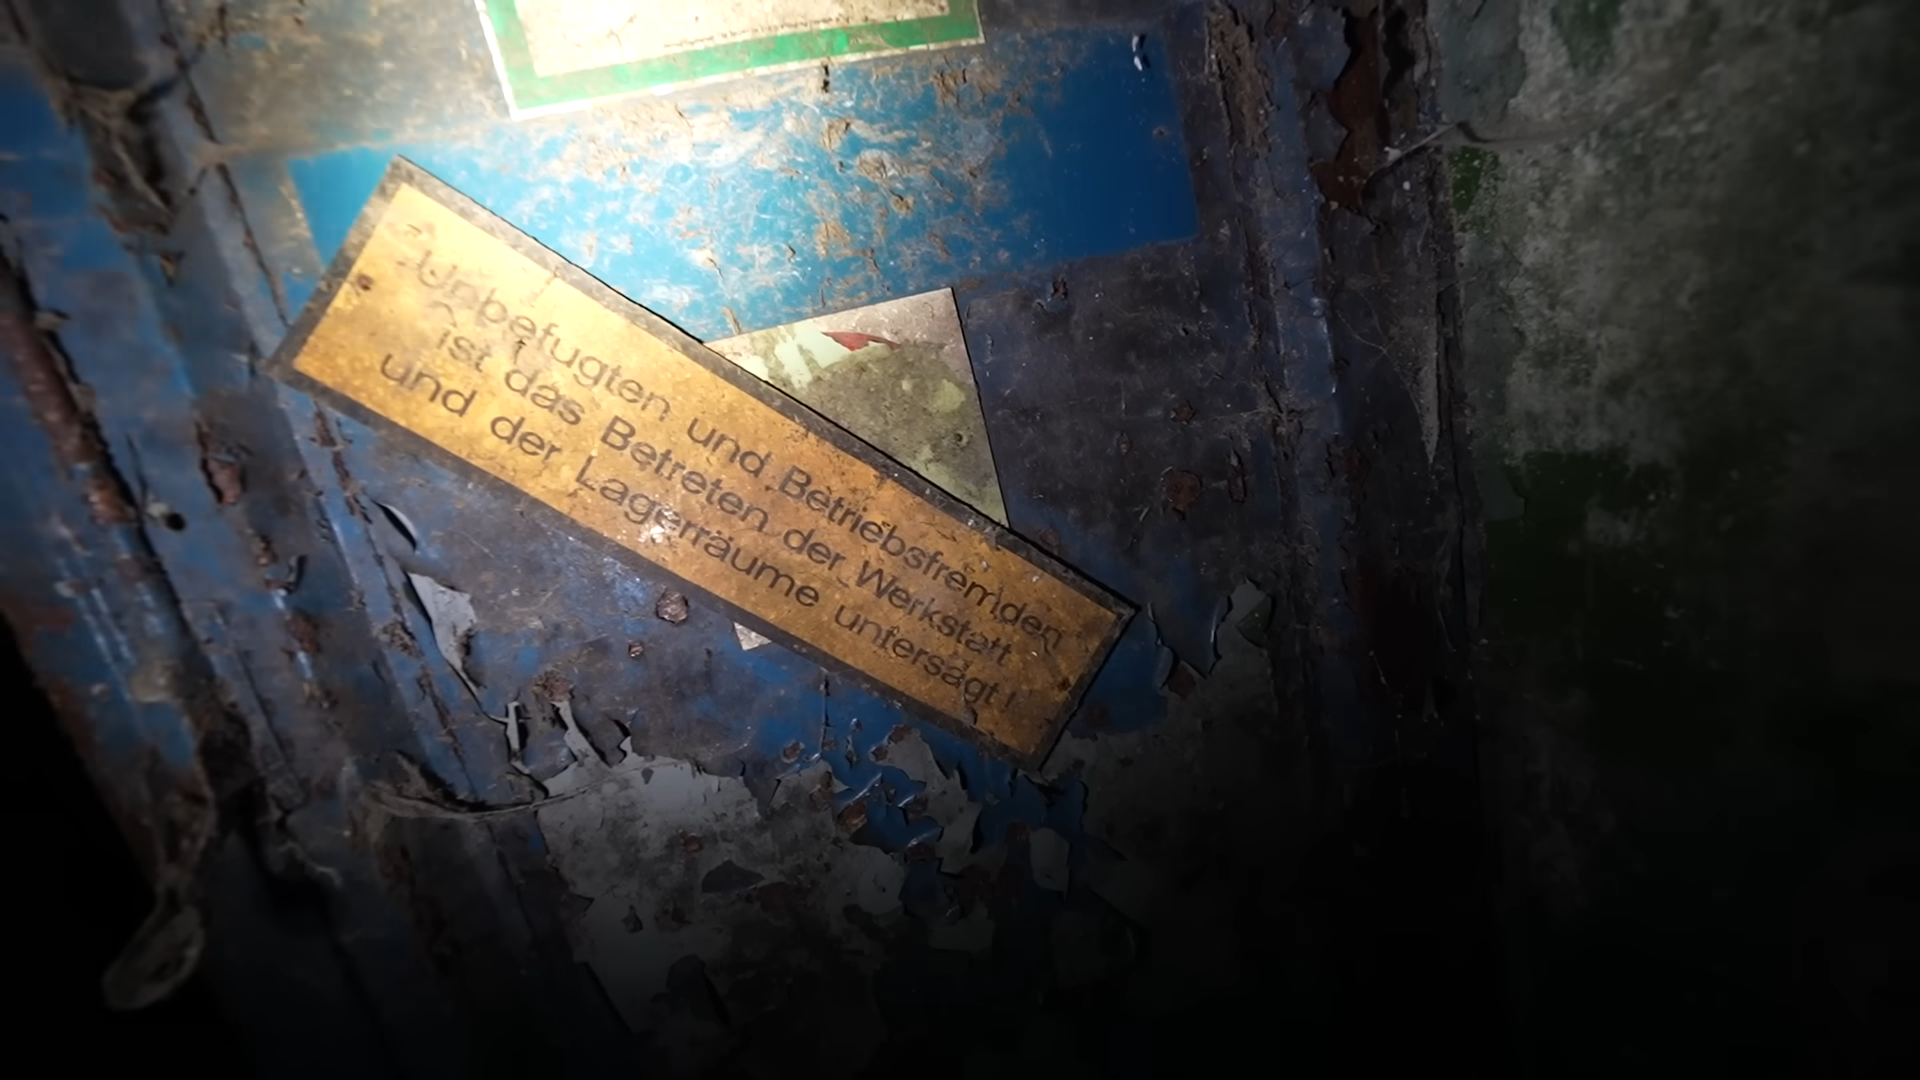 Unbefugten und Betriebsfremden
ist das Betreten der Werkstatt
und der Lagerräume untersagt!